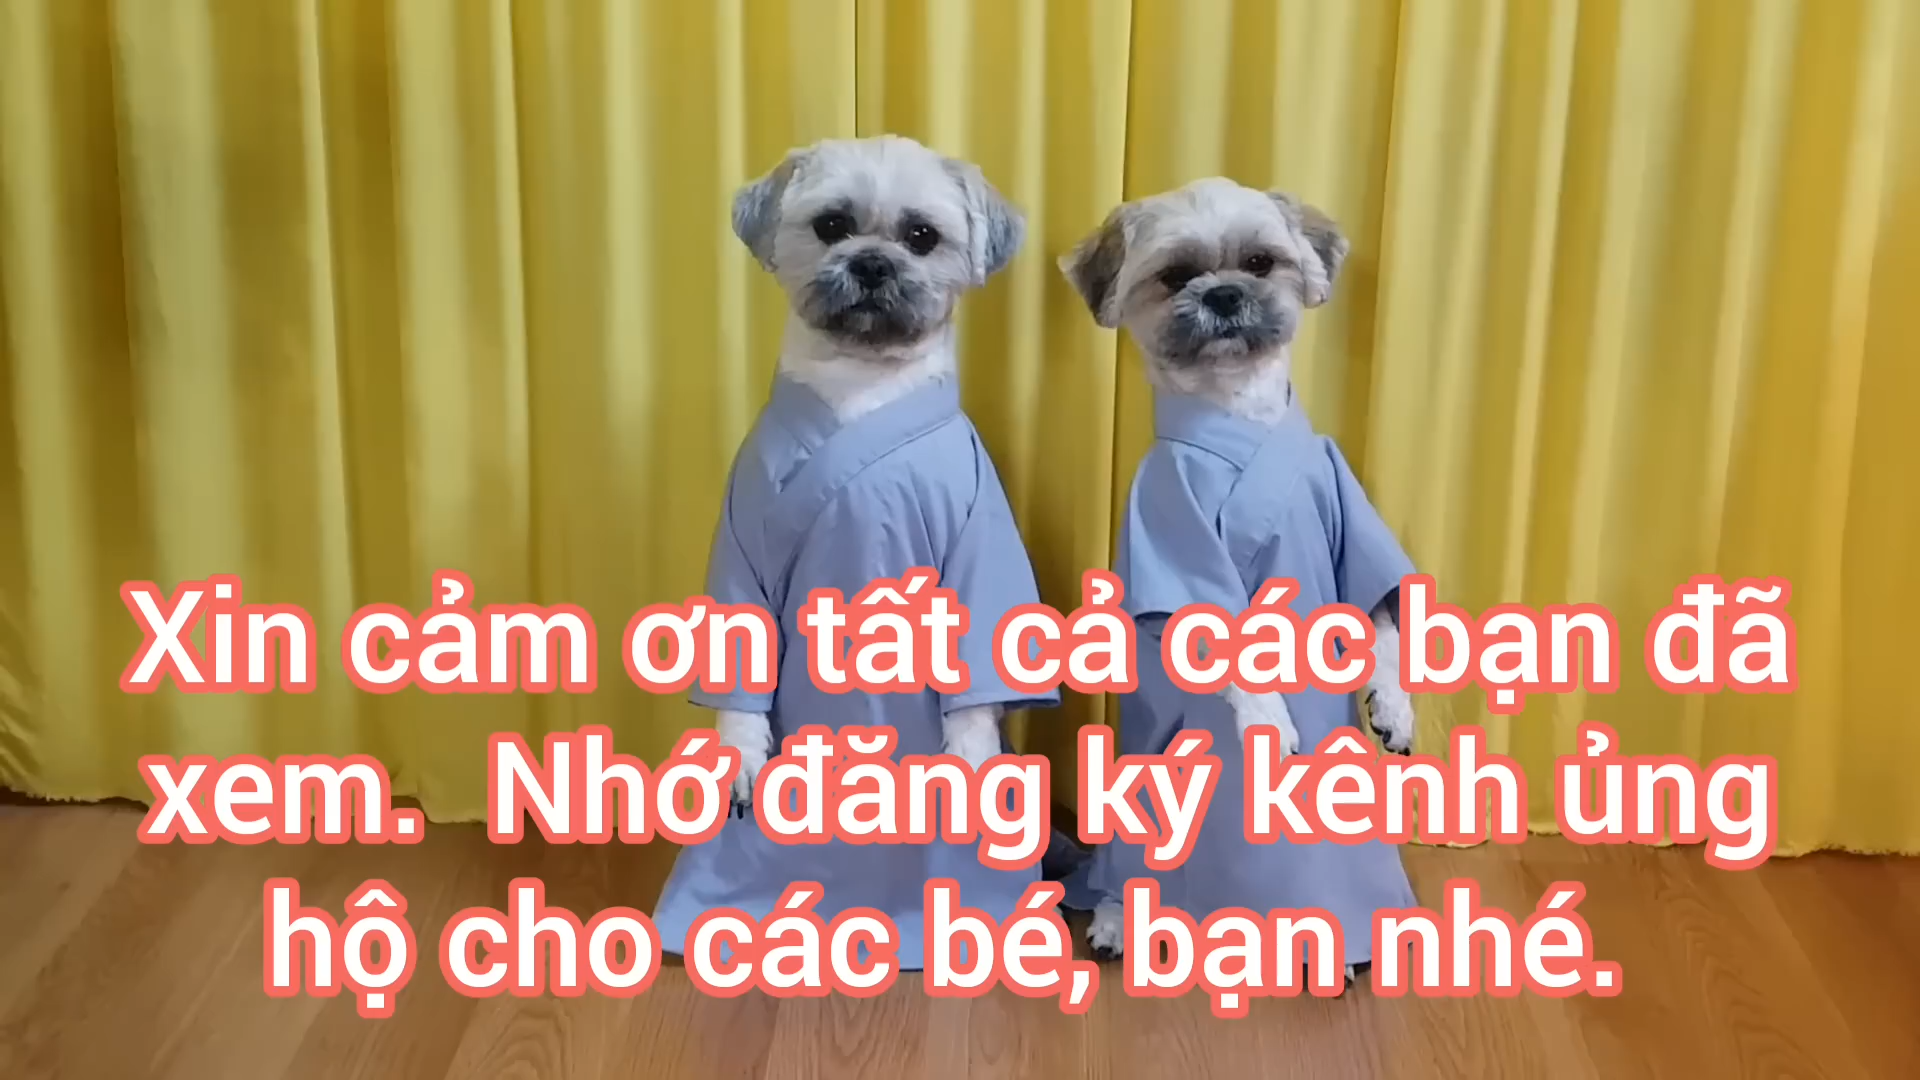 Xin cảm ơn tất cả các bạn đã
xem.  Nhớ đăng ký kênh ủng
hộ cho các bé, bạn nhé.